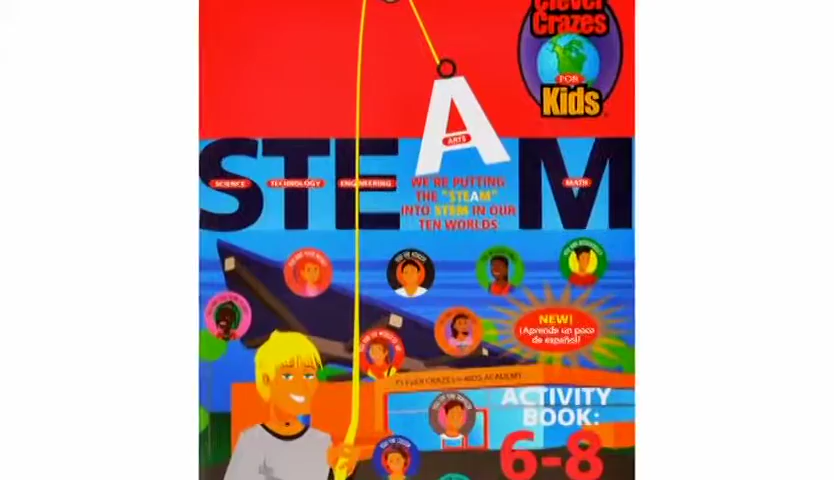 Clever
Crazes
FOR
Kids
STEAM
SCIENCE
TECHNOLOGY
ENGINEERING
ARTS
MATH
WE'RE PUTTING
THE "STEAM"
INTO STEM IN OUR
TEN WORLDS
NEW!
¡Aprende un poco
de español!
CLEVER CRAZES FOR KIDS ACADEMY
ACTIVITY
BOOK:
6-8